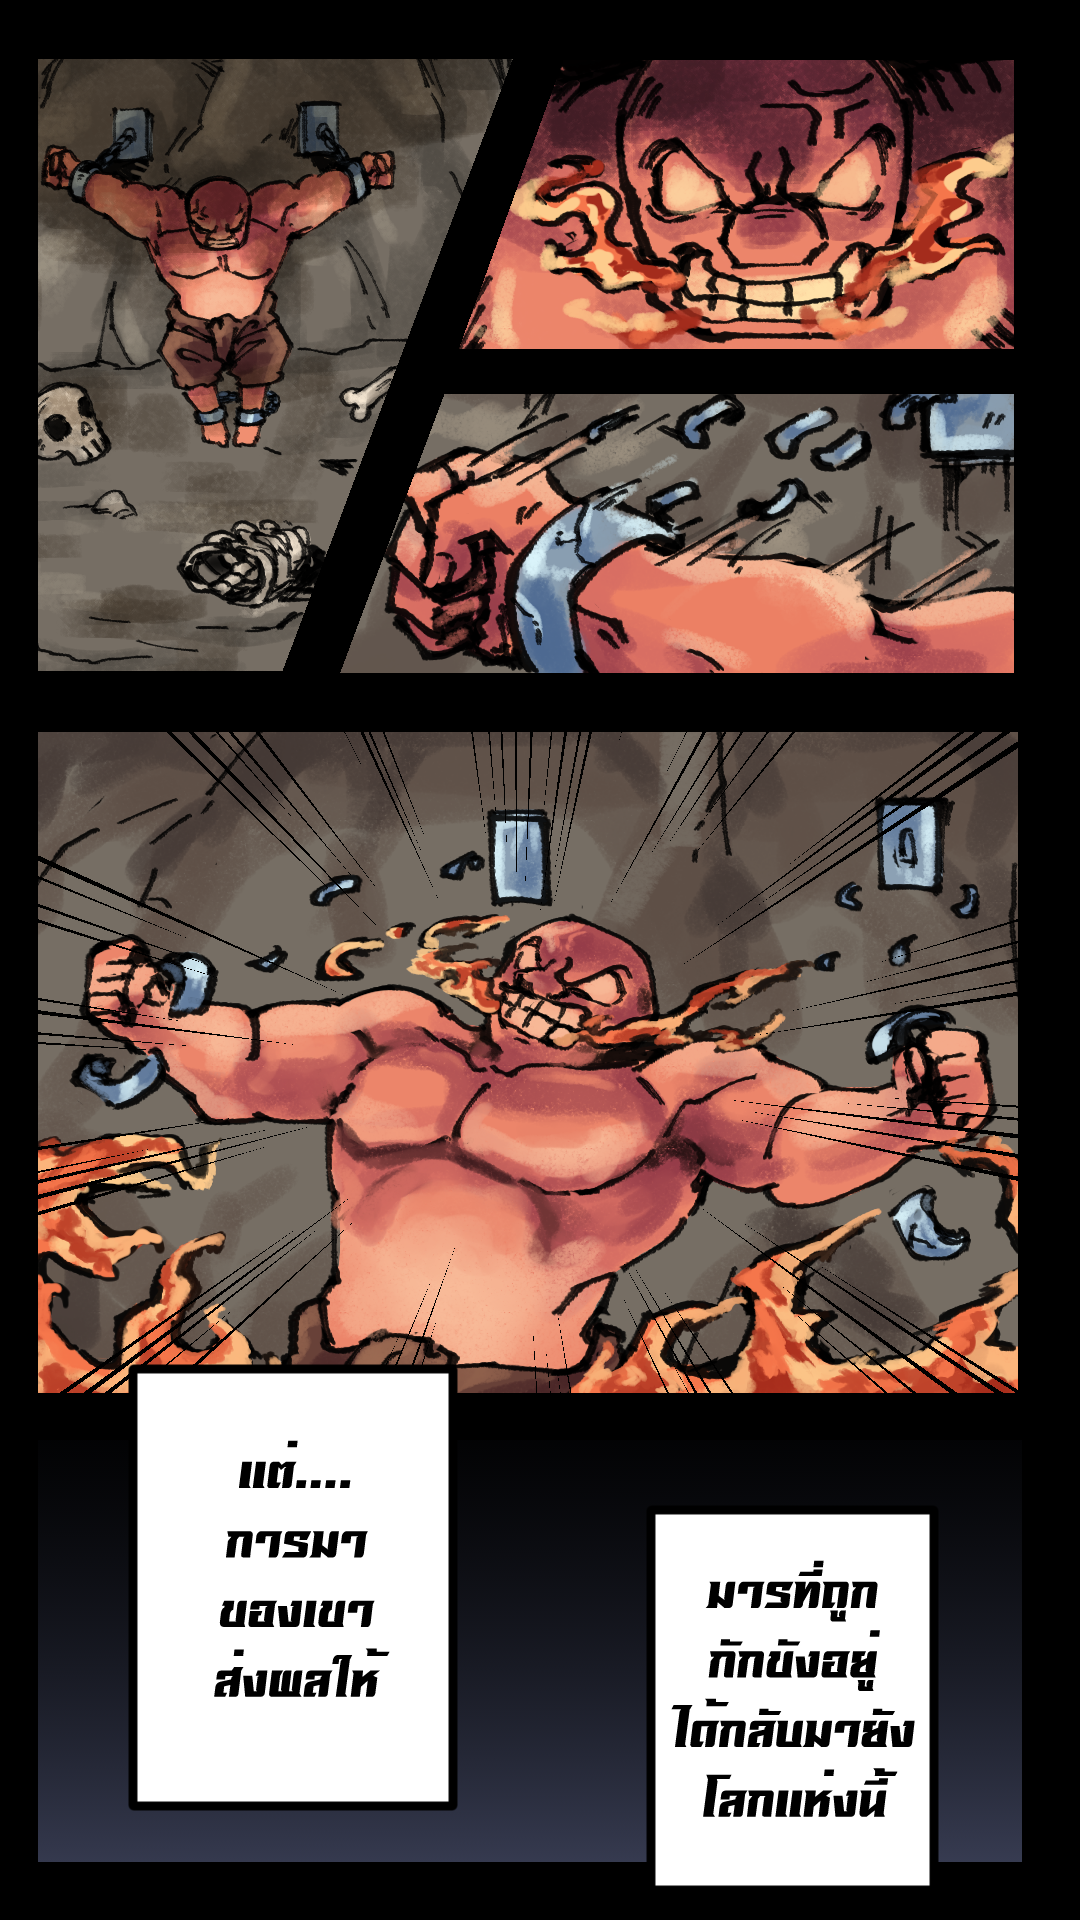 แต่....
การมา
ของเขา
ส่งผลให้
มารที่ถูก
กักขังอยู่
ได้กลับมายัง
โลกแห่งนี้